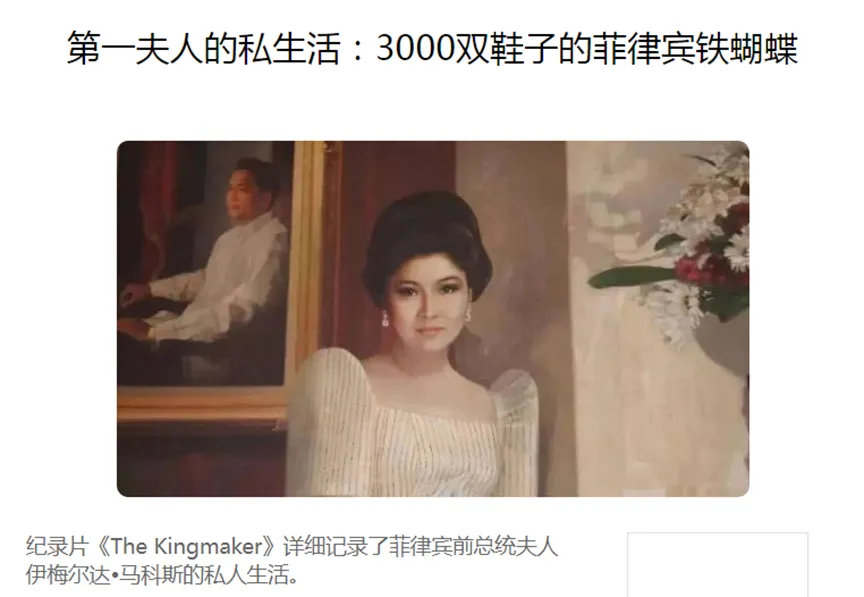 第一夫人的私生活：3000双鞋子的菲律宾铁蝴蝶
纪录片《The Kingmaker》详细记录了菲律宾前总统夫人
伊梅尔达•马科斯的私人生活。